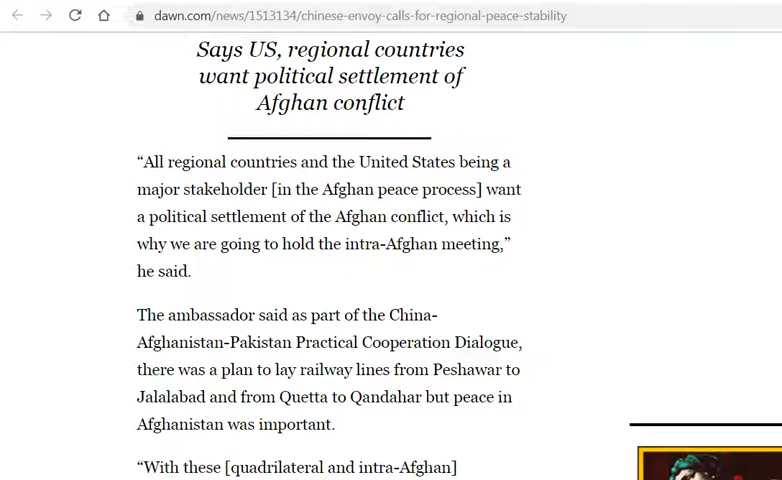 dawn.com/news/1513134/chinese-envoy-calls-for-regional-peace-stability
Says US, regional countries
want political settlement of
Afghan conflict
“All regional countries and the United States being a
major stakeholder [in the Afghan peace process] want
a political settlement of the Afghan conflict, which is
why we are going to hold the intra-Afghan meeting,”
he said.
The ambassador said as part of the China-
Afghanistan-Pakistan Practical Cooperation Dialogue,
there was a plan to lay railway lines from Peshawar to
Jalalabad and from Quetta to Qandahar but peace in
Afghanistan was important.
“With these [quadrilateral and intra-Afghan]